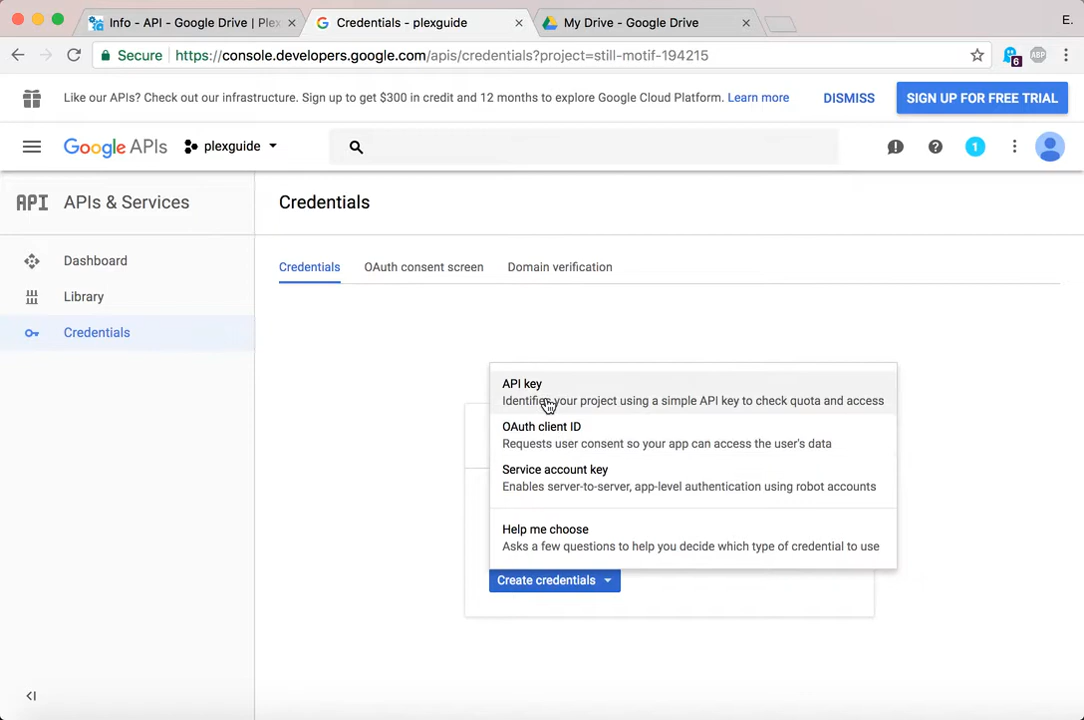 Info - API - Google Drive | Plex
Credentials - plexguide
My Drive - Google Drive
E.
Secure
https://console.developers.google.com/apis/credentials?project=still-motif-194215
6
ABP
Like our APIs? Check out our infrastructure. Sign up to get $300 in credit and 12 months to explore Google Cloud Platform. Learn more
DISMISS
SIGN UP FOR FREE TRIAL
Google APIs
plexguide
1
API
APIs & Services
Credentials
Dashboard
Library
Credentials
Credentials
OAuth consent screen
Domain verification
API key
Identifies your project using a simple API key to check quota and access
OAuth client ID
Requests user consent so your app can access the user's data
Service account key
Enables server-to-server, app-level authentication using robot accounts
Help me choose
Asks a few questions to help you decide which type of credential to use
Create credentials